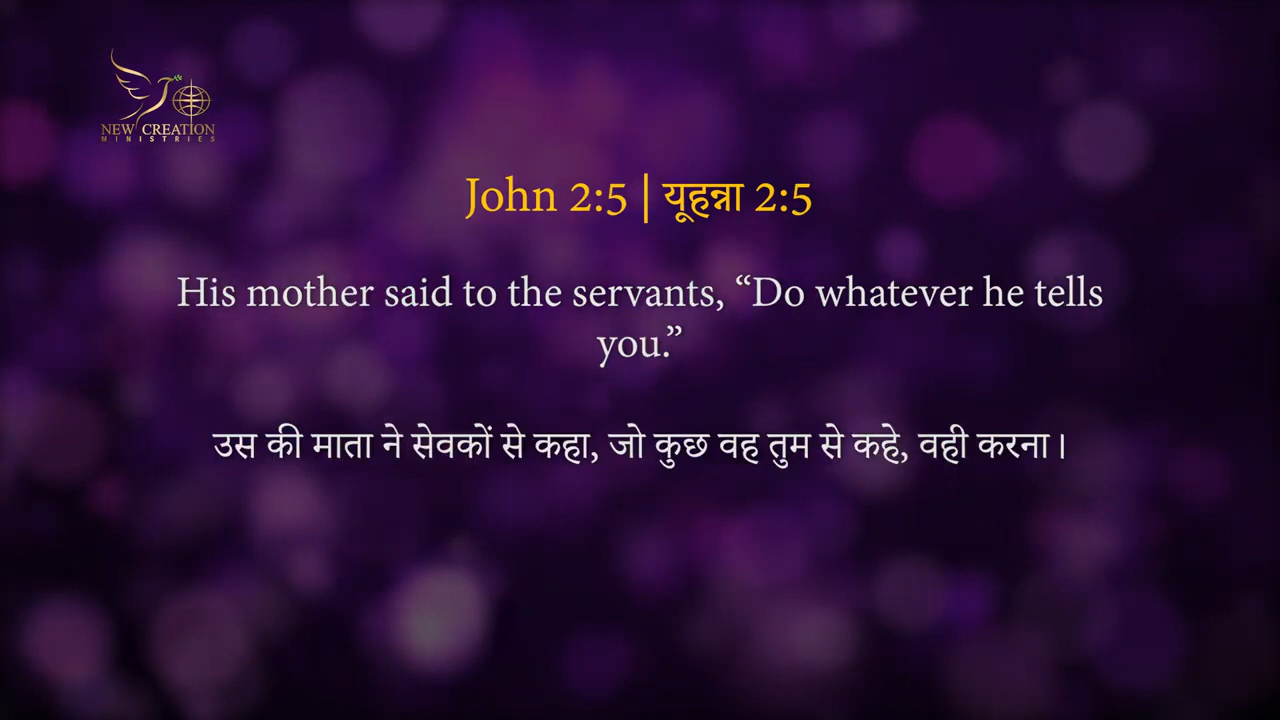 NEW CREATION
MINISTRIES
John 2:5 | यूहन्ना 2:5
His mother said to the servants, “Do whatever he tells
you.”
उस की माता ने सेवकों से कहा, जो कुछ वह तुम से कहे, वही करना।